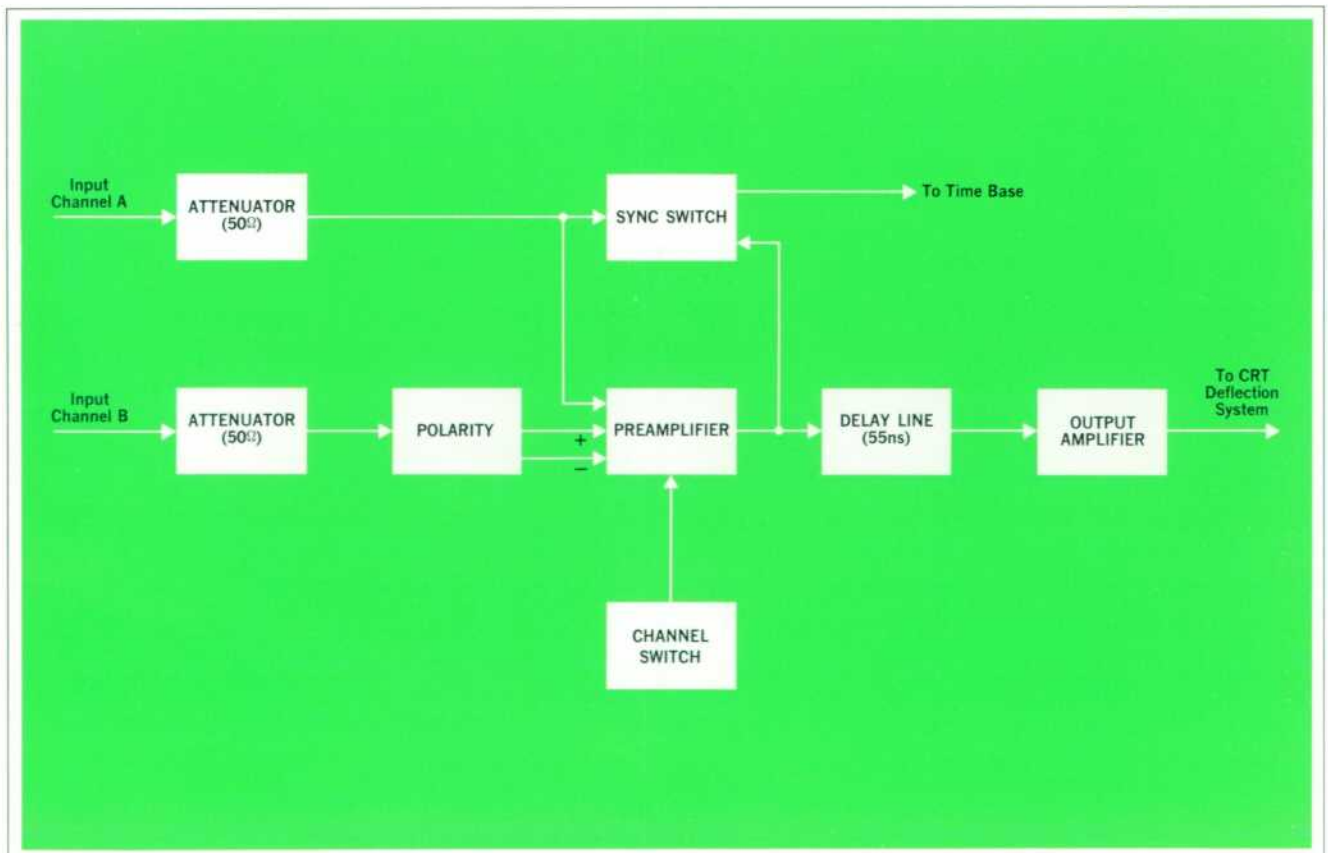 Input
Channel A
ATTENUATOR
(50Ω)
SYNC SWITCH
To Time Base
Input
Channel B
ATTENUATOR
(50Ω)
POLARITY
+
−
PREAMPLIFIER
DELAY LINE
(55ns)
OUTPUT
AMPLIFIER
To CRT
Deflection
System
CHANNEL
SWITCH